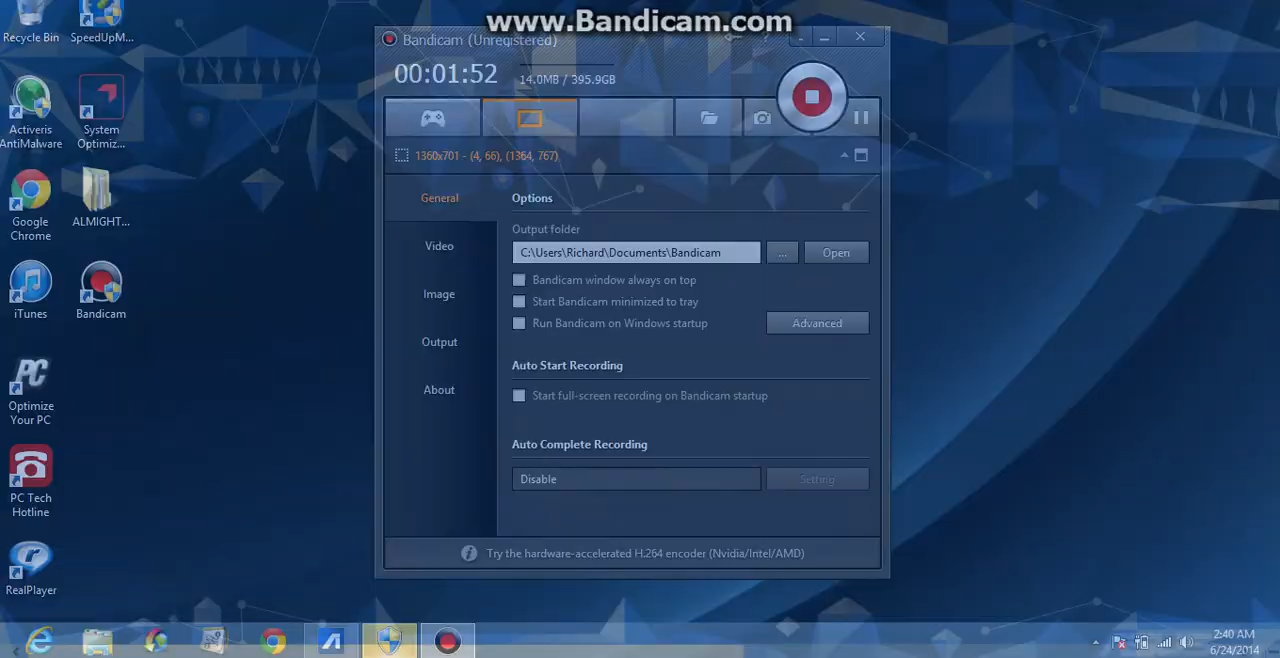 www.Bandicam.com
Recycle Bin
SpeedUpM...
Activeris
AntiMalware
System
Optimiz...
Google
Chrome
ALMIGHT...
iTunes
Bandicam
Optimize
Your PC
PC Tech
Hotline
RealPlayer
Bandicam (Unregistered)
00:01:52
14.0MB / 395.9GB
1360x701 - (4, 66), (1364, 767)
General
Video
Image
Output
About
Options
Output folder
C:\Users\Richard\Documents\Bandicam
...
Open
Bandicam window always on top
Start Bandicam minimized to tray
Run Bandicam on Windows startup
Advanced
Auto Start Recording
Start full-screen recording on Bandicam startup
Auto Complete Recording
Disable
Setting
Try the hardware-accelerated H.264 encoder (Nvidia/Intel/AMD)
2:40 AM
6/24/2014